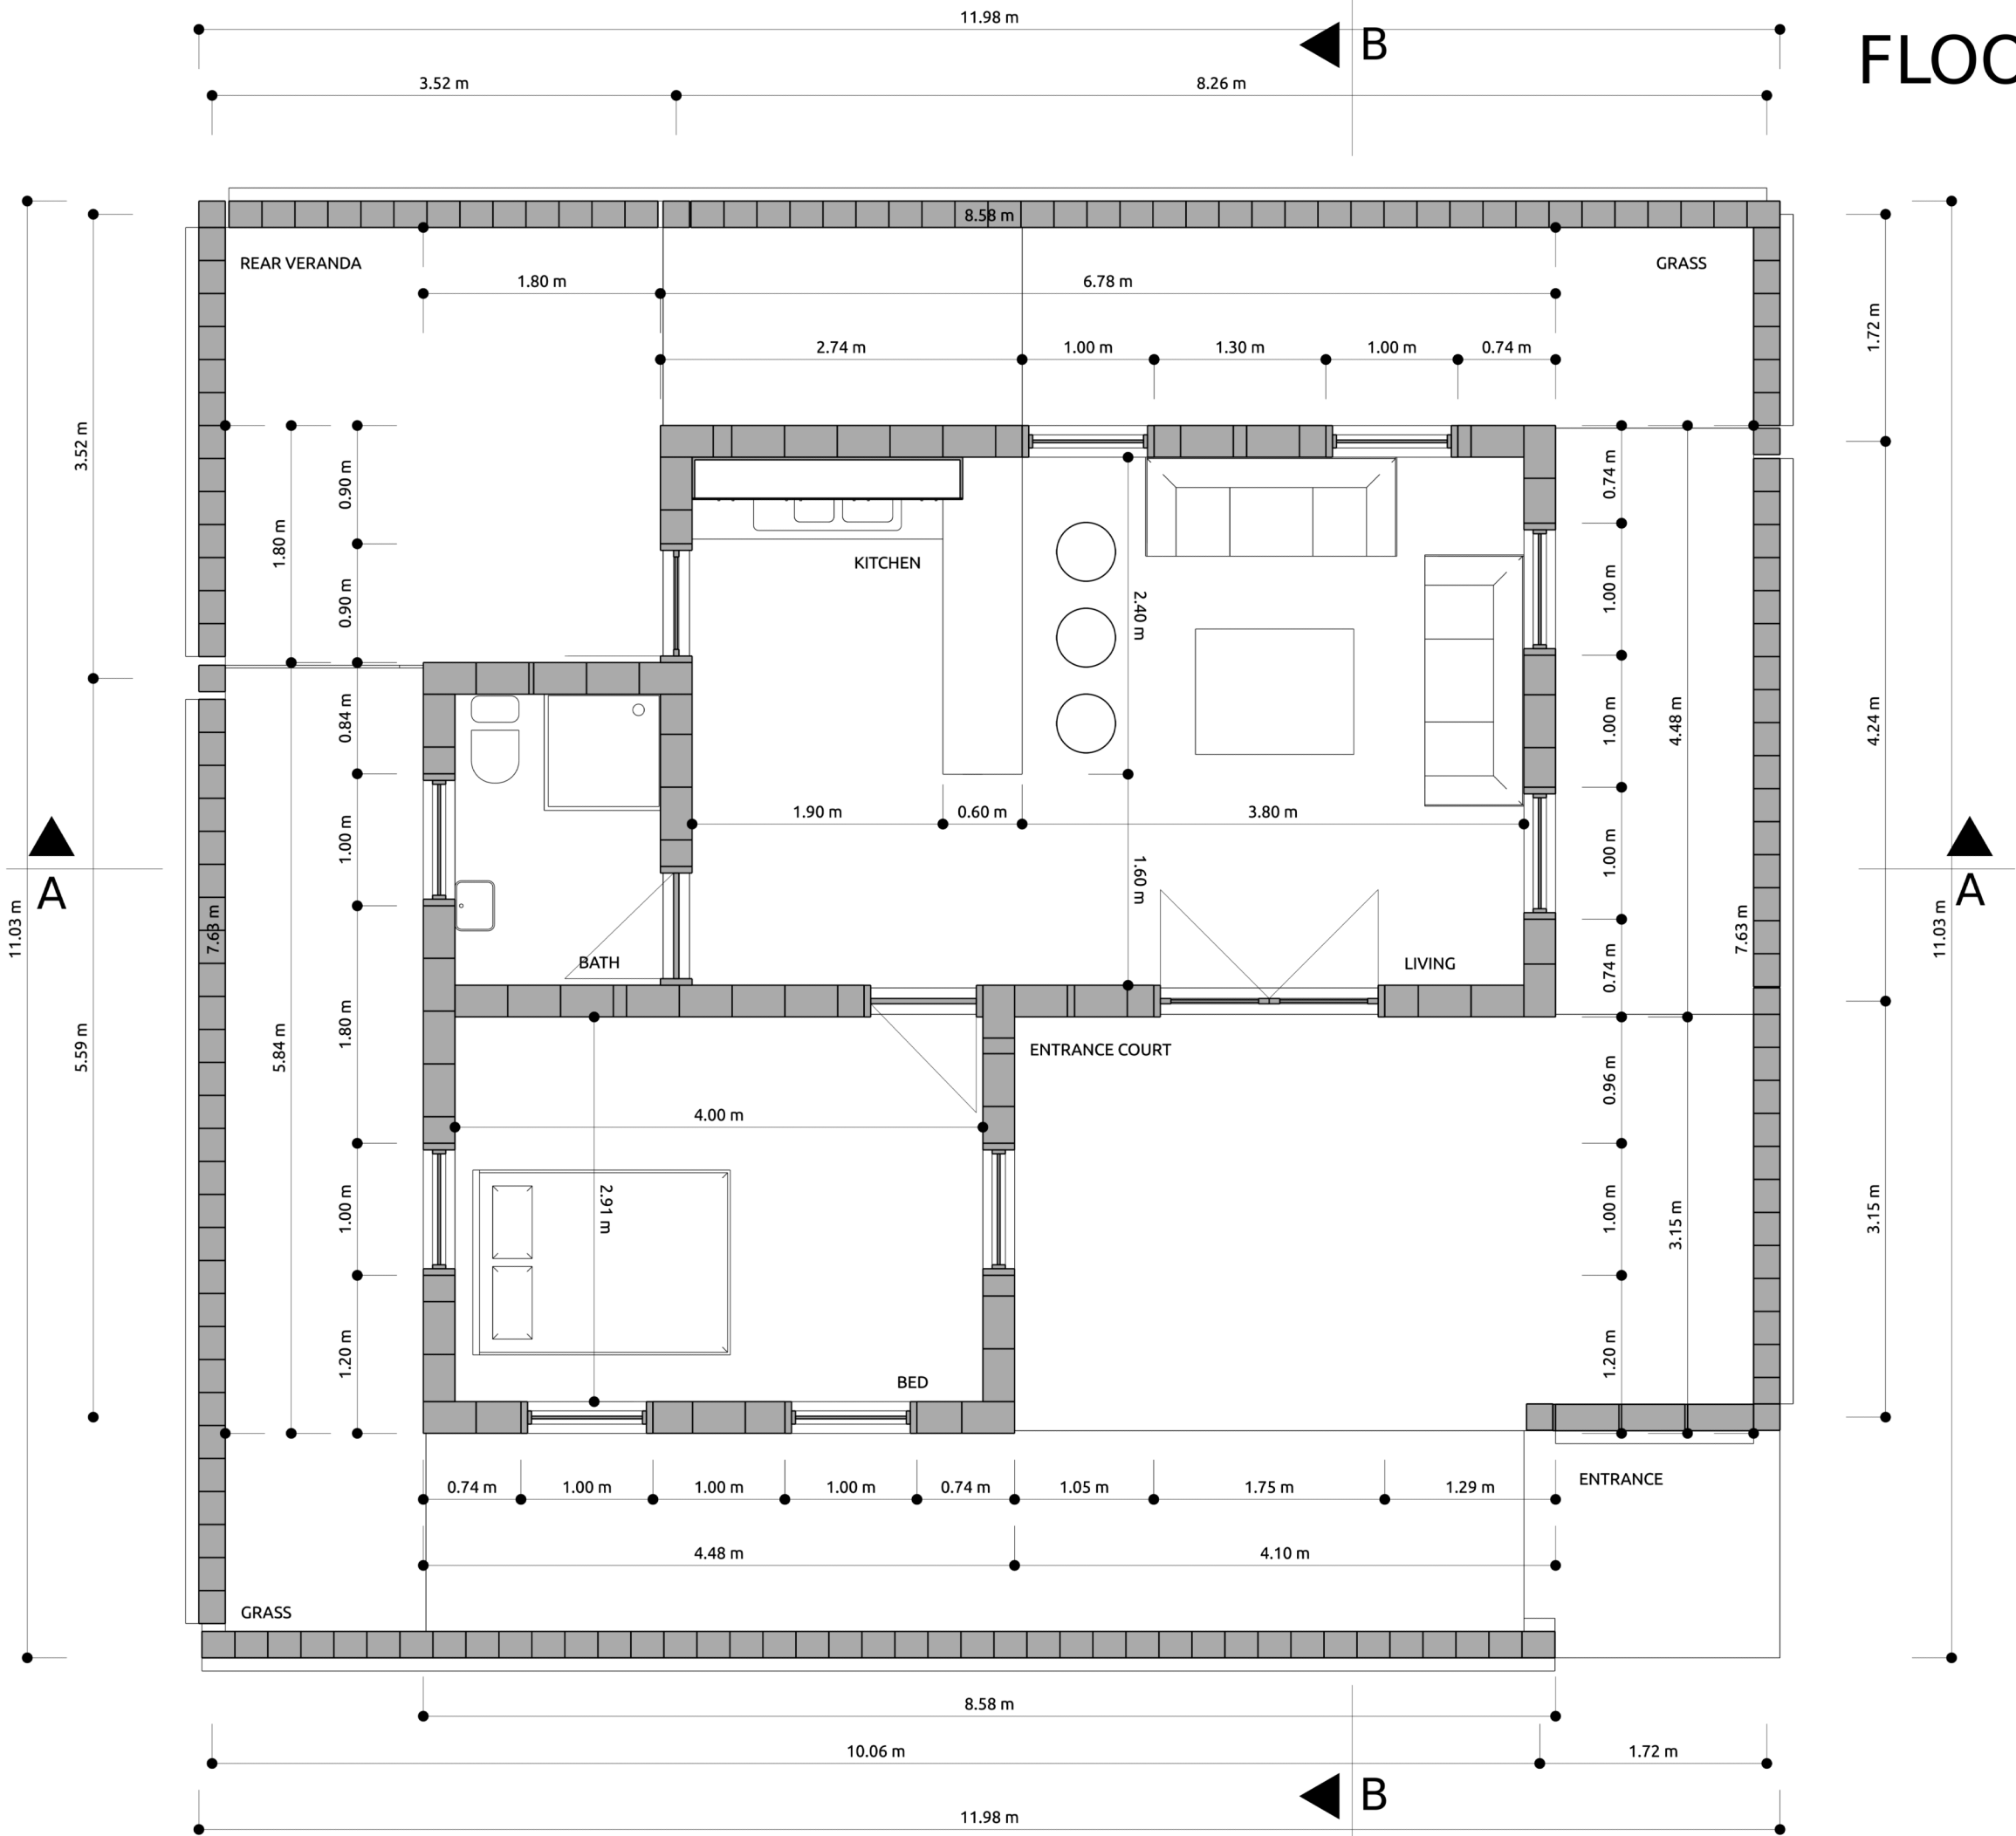 11.98 m
B
FLOO
3.52 m
8.26 m
8.58 m
REAR VERANDA
GRASS
1.80 m
6.78 m
1.72 m
2.74 m
1.00 m
1.30 m
1.00 m
0.74 m
3.52 m
0.90 m
0.74 m
1.80 m
KITCHEN
0.90 m
2.40 m
1.00 m
0.84 m
1.00 m
4.48 m
4.24 m
1.90 m
0.60 m
3.80 m
1.00 m
1.00 m
A
A
1.60 m
11.03 m
7.63 m
7.63 m
11.03 m
BATH
LIVING
0.74 m
5.59 m
5.84 m
1.80 m
ENTRANCE COURT
0.96 m
4.00 m
1.00 m
2.91 m
1.00 m
3.15 m
3.15 m
1.20 m
BED
1.20 m
ENTRANCE
0.74 m
1.00 m
1.00 m
1.00 m
0.74 m
1.05 m
1.75 m
1.29 m
4.48 m
4.10 m
GRASS
8.58 m
10.06 m
1.72 m
B
11.98 m